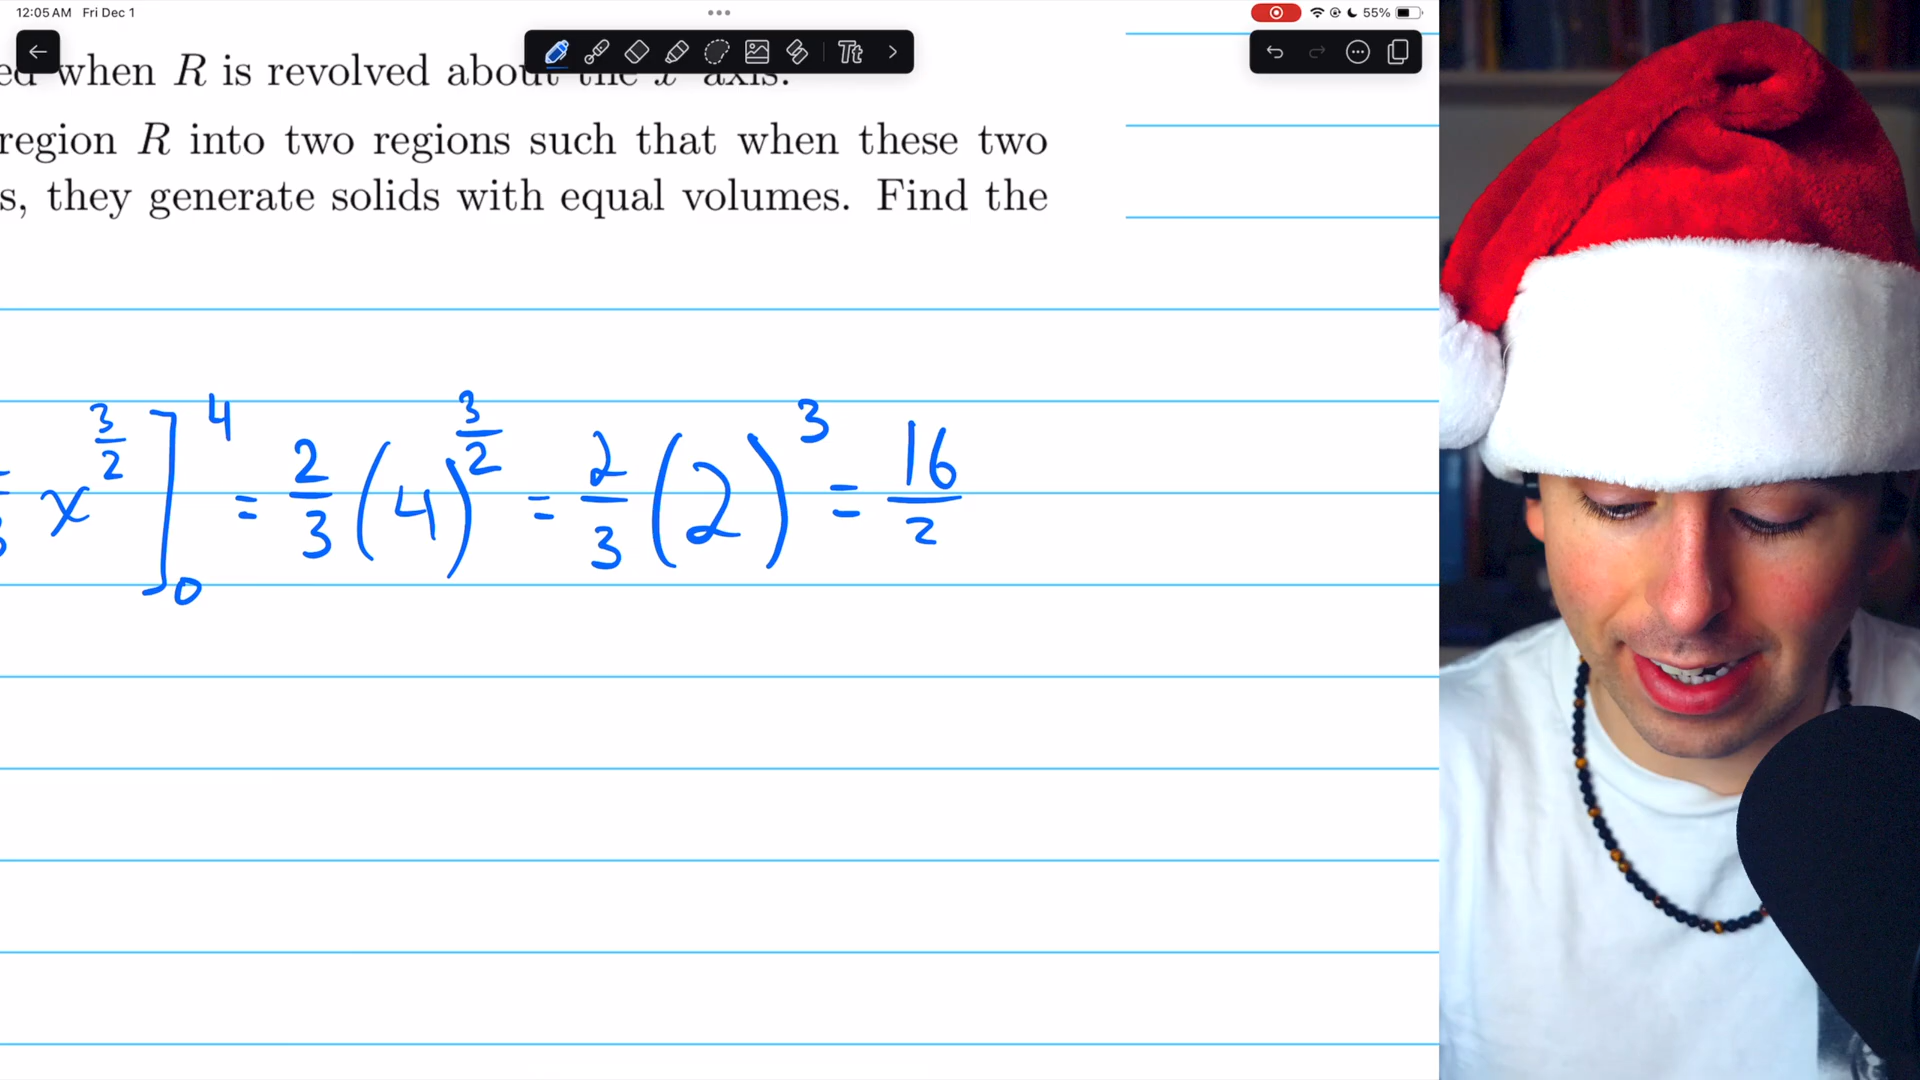 12:05 AM Fri Dec 1
55%
Tt
ed when R is revolved about the x axis.
region R into two regions such that when these two
s, they generate solids with equal volumes. Find the
x^{3/2} ]_0^4 = 2/3 (4)^{3/2} = 2/3 (2)^3 = 16/2